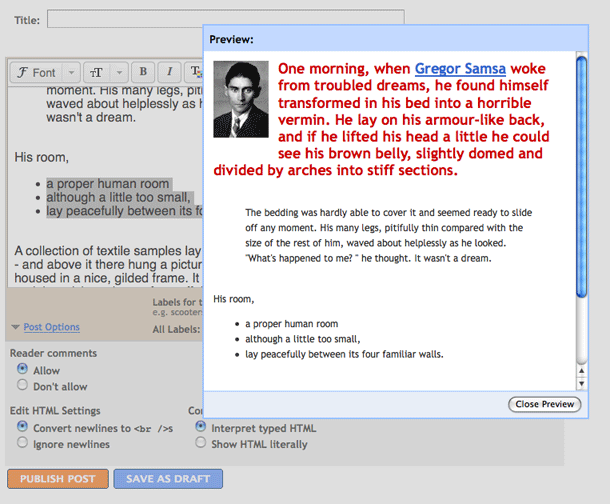 Title:
Font
T
B
I
T
moment. His many legs, piti
waved about helplessly as h
wasn't a dream.
His room,
a proper human room
although a little too small,
lay peacefully between its fo
A collection of textile samples lay
- and above it there hung a pictur
housed in a nice, gilded frame. It
Labels for t
e.g. scooter
Post Options
All Labels:
Reader comments
Allow
Don't allow
Edit HTML Settings
Co
Convert newlines to <br />s
Interpret typed HTML
Ignore newlines
Show HTML literally
PUBLISH POST
SAVE AS DRAFT
Preview:
One morning, when Gregor Samsa woke
from troubled dreams, he found himself
transformed in his bed into a horrible
vermin. He lay on his armour-like back,
and if he lifted his head a little he could
see his brown belly, slightly domed and
divided by arches into stiff sections.
The bedding was hardly able to cover it and seemed ready to slide
off any moment. His many legs, pitifully thin compared with the
size of the rest of him, waved about helplessly as he looked.
"What's happened to me? " he thought. It wasn't a dream.
His room,
a proper human room
although a little too small,
lay peacefully between its four familiar walls.
Close Preview